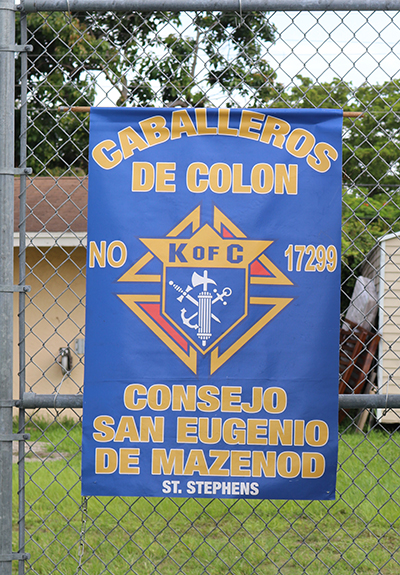 CABALLEROS
DE COLON
K OF C
NO 17299
CONSEJO
SAN EUGENIO
DE MAZENOD
ST. STEPHENS